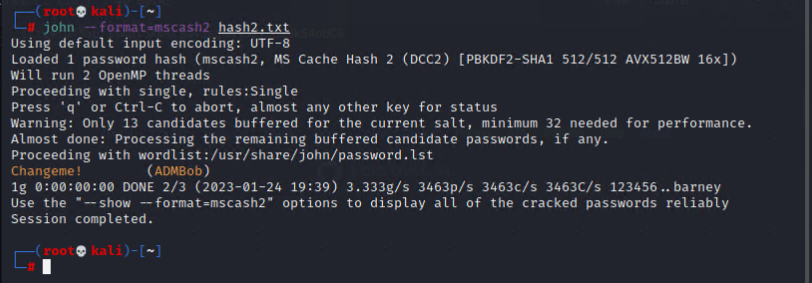 ┌──(root💀kali)-[~]
└─# john --format=mscash2 hash2.txt
Using default input encoding: UTF-8
Loaded 1 password hash (mscash2, MS Cache Hash 2 (DCC2) [PBKDF2-SHA1 512/512 AVX512BW 16x])
Will run 2 OpenMP threads
Proceeding with single, rules:Single
Press 'q' or Ctrl-C to abort, almost any other key for status
Warning: Only 13 candidates buffered for the current salt, minimum 32 needed for performance.
Almost done: Processing the remaining buffered candidate passwords, if any.
Proceeding with wordlist:/usr/share/john/password.lst
Changeme!        (ADMBob)
1g 0:00:00:00 DONE 2/3 (2023-01-24 19:39) 3.333g/s 3463p/s 3463c/s 3463C/s 123456..barney
Use the "--show --format=mscash2" options to display all of the cracked passwords reliably
Session completed.
┌──(root💀kali)-[~]
└─#